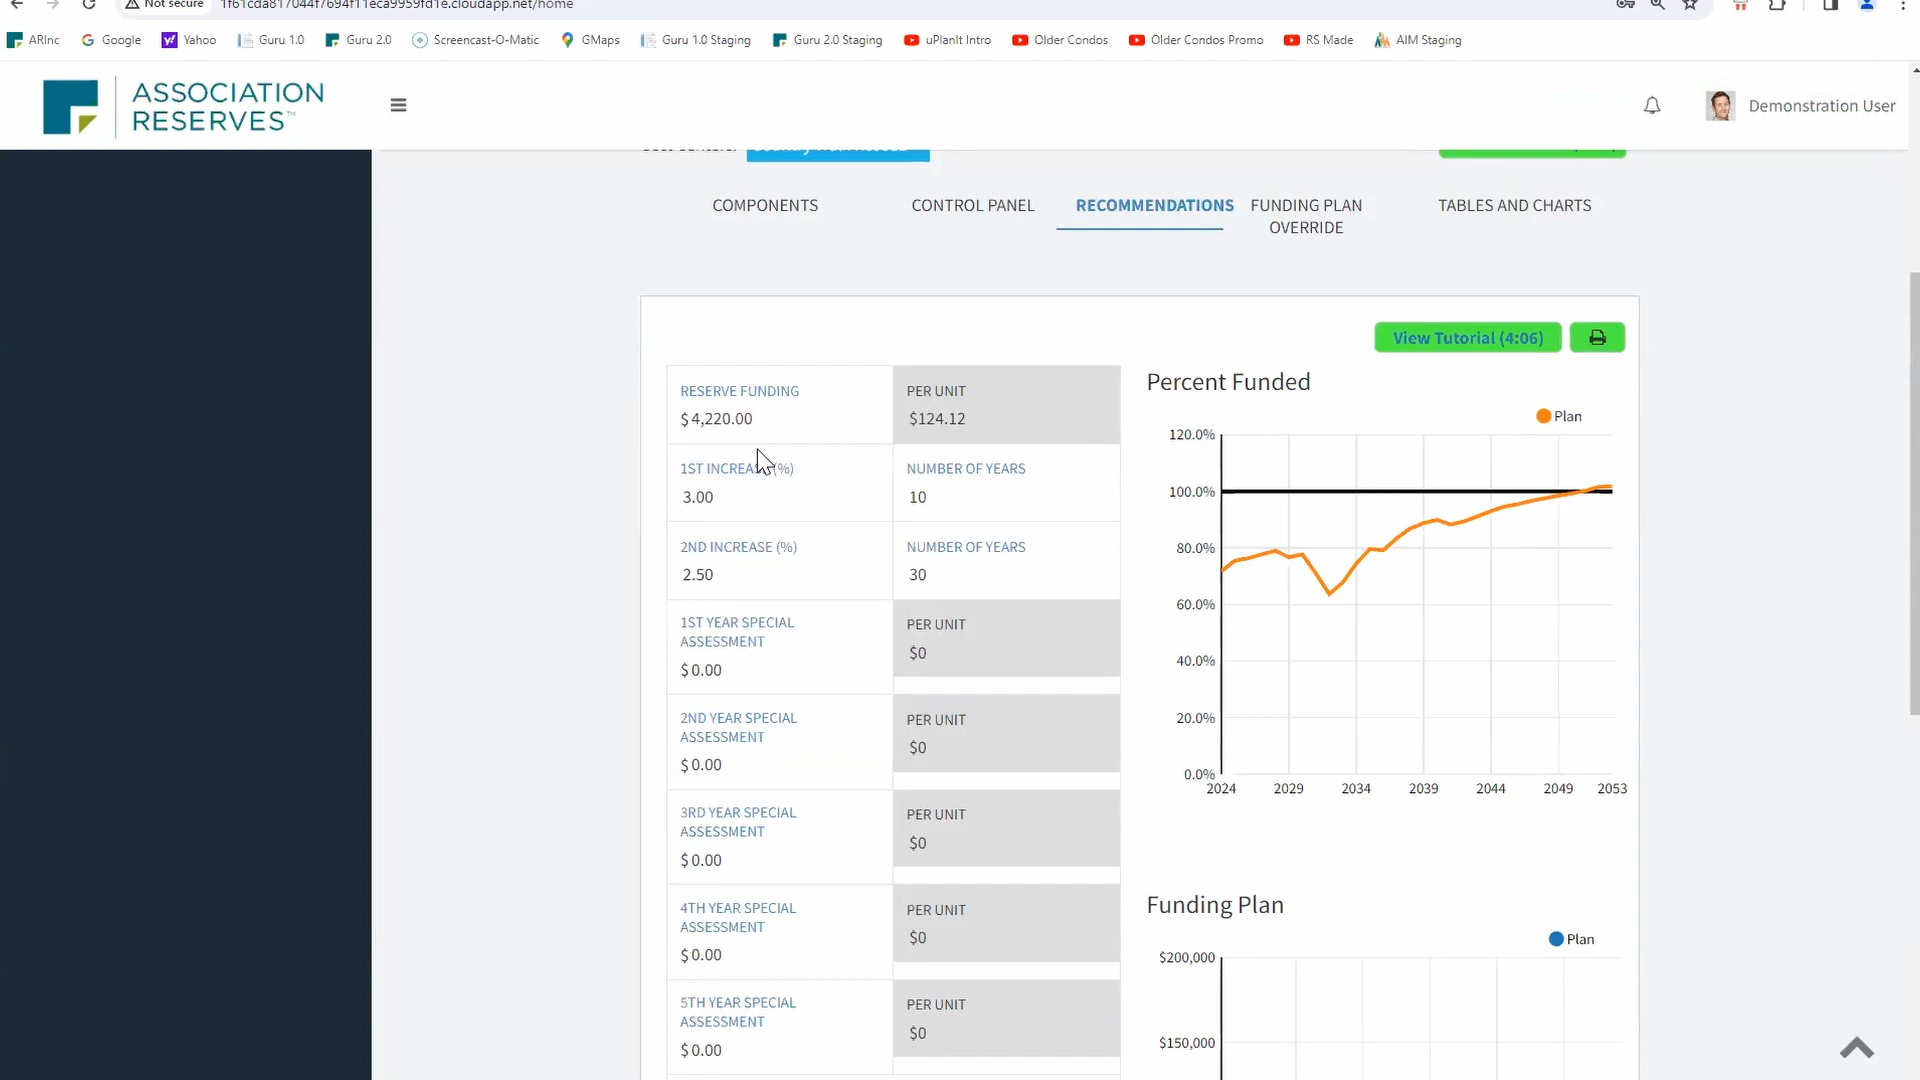 Not secure
1f61cda817044f7694f11eca9959fd1e.cloudapp.net/home
ARInc Google Yahoo Guru 1.0 Guru 2.0 Screencast-O-Matic GMaps Guru 1.0 Staging Guru 2.0 Staging uPlanIt Intro Older Condos Older Condos Promo RS Made AIM Staging
ASSOCIATION
RESERVES™
Demonstration User
COMPONENTS CONTROL PANEL RECOMMENDATIONS FUNDING PLAN TABLES AND CHARTS
OVERRIDE
View Tutorial (4:06)
RESERVE FUNDING PER UNIT
$4,220.00 $124.12
1ST INCREA (%) NUMBER OF YEARS
3.00 10
2ND INCREASE (%) NUMBER OF YEARS
2.50 30
1ST YEAR SPECIAL PER UNIT
ASSESSMENT
$0.00 $0
2ND YEAR SPECIAL PER UNIT
ASSESSMENT
$0.00 $0
3RD YEAR SPECIAL PER UNIT
ASSESSMENT
$0.00 $0
4TH YEAR SPECIAL PER UNIT
ASSESSMENT
$0.00 $0
5TH YEAR SPECIAL PER UNIT
ASSESSMENT
$0.00 $0
Percent Funded
Plan
120.0%
100.0%
80.0%
60.0%
40.0%
20.0%
0.0%
2024 2029 2034 2039 2044 2049 2053
Funding Plan
Plan
$200,000
$150,000